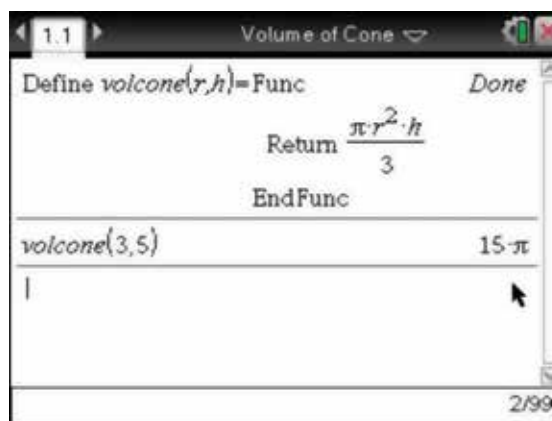 1.1 Volume of Cone
Define volcone(r,h)=Func Done
Return π·r²·h/3
EndFunc
volcone(3,5) 15·π
2/99